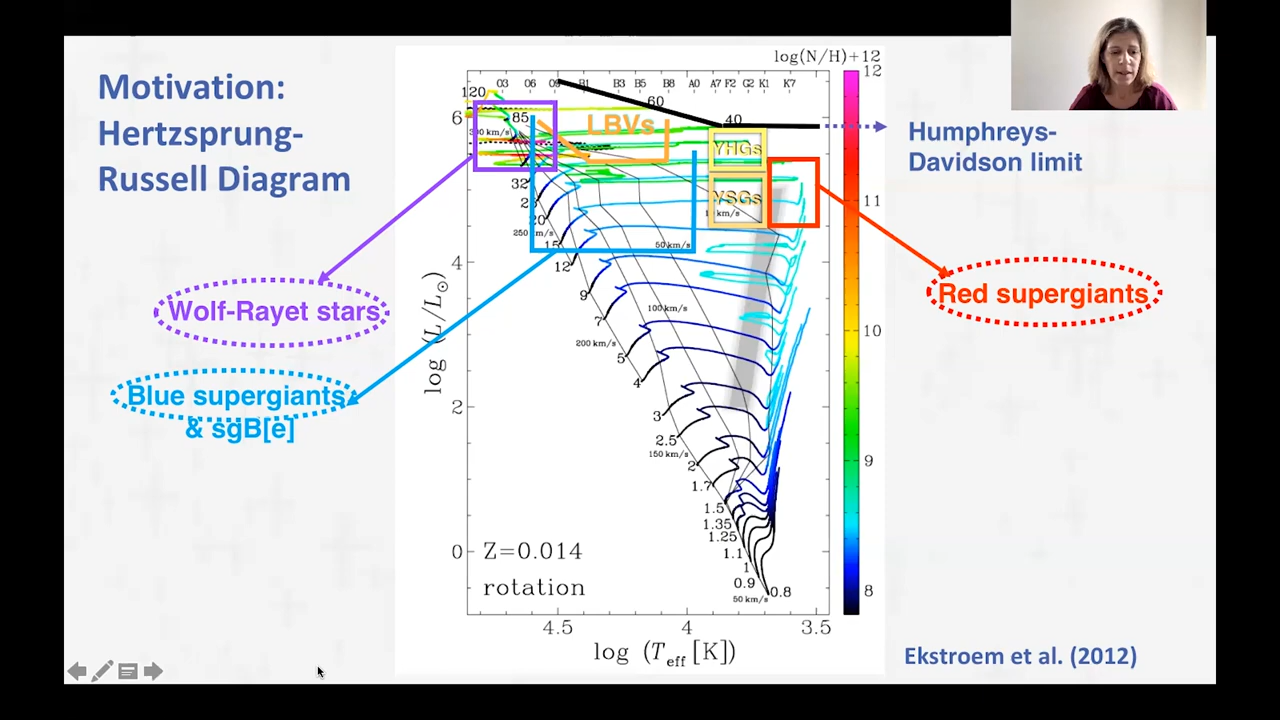 Motivation:
Hertzsprung-
Russell Diagram
log(N/H)+12
O3 O6 O9 B1 B3 B5 B8 A0 A7 F2 G2 K1 K7
120
85
60
40
LBVs
YHGs
YSGs
Humphreys-
Davidson limit
Wolf-Rayet stars
Blue supergiants
& sgB[e]
Red supergiants
300 km/s
250 km/s
50 km/s
100 km/s
200 km/s
150 km/s
50 km/s
32
20
15
12
9
7
5
4
3
2.5
2
1.7
1.5
1.35
1.25
1.1
1
0.9
0.8
6
4
2
0
log (L/L☉)
Z=0.014
rotation
4.5 4 3.5
log (Teff [K])
12
11
10
9
8
Ekstroem et al. (2012)